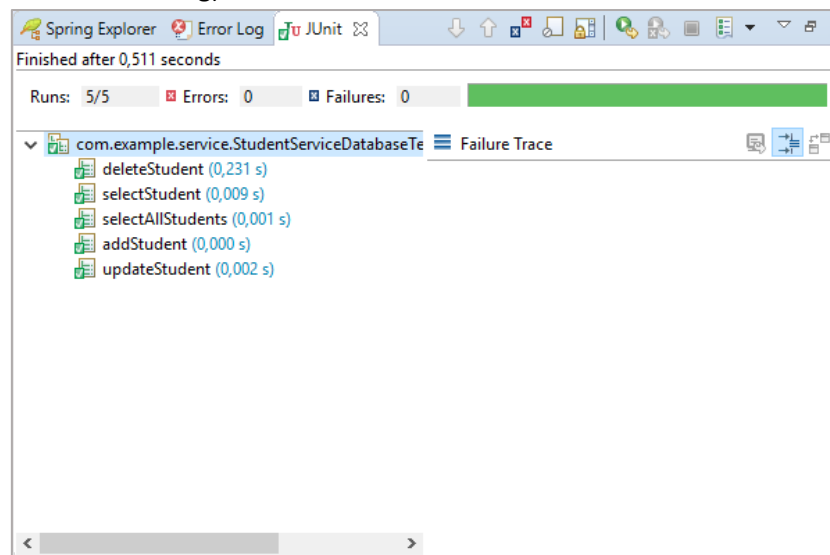 Spring Explorer Error Log JUnit
Finished after 0,511 seconds
Runs: 5/5 Errors: 0 Failures: 0
com.example.service.StudentServiceDatabaseTe Failure Trace
deleteStudent (0,231 s)
selectStudent (0,009 s)
selectAllStudents (0,001 s)
addStudent (0,000 s)
updateStudent (0,002 s)